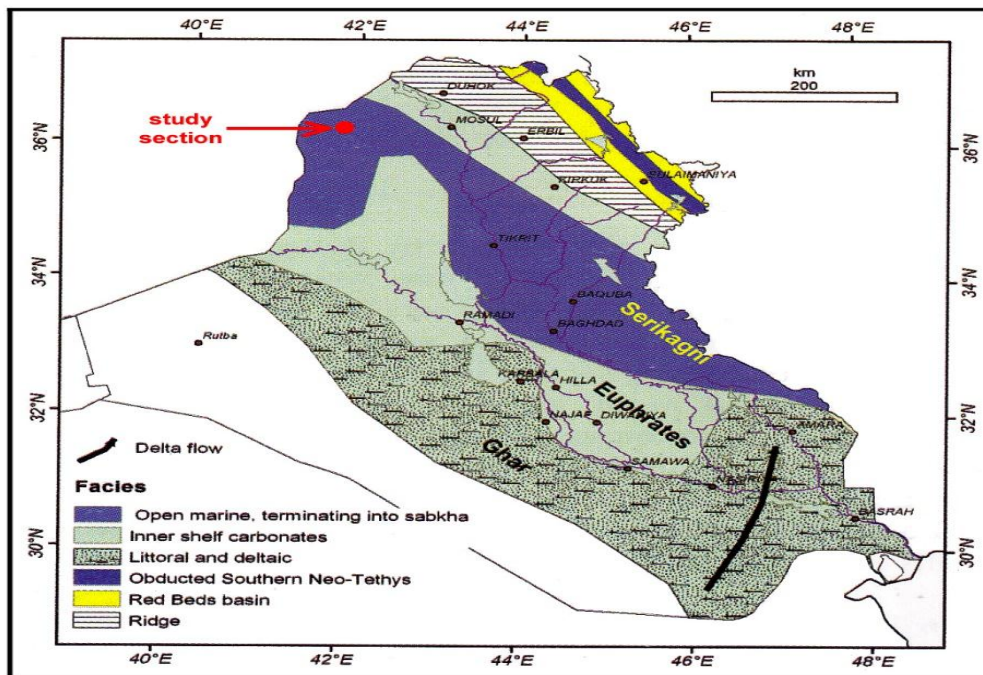 40°E 42°E 44°E 46°E 48°E
km
200
36°N
34°N
32°N
30°N
36°N
34°N
32°N
30°N
study
section
DUHOK
MOSUL
ERBIL
KIRKUK
SULAIMANIYA
TIKRIT
BAQUBA
Serikagni
RAMADI
BAGHDAD
Rutba
KARBALA
HILLA
Euphrates
NAJAF
DIWANIYA
AMARA
Ghar
SAMAWA
BASRAH
Delta flow
Facies
Open marine, terminating into sabkha
Inner shelf carbonates
Littoral and deltaic
Obducted Southern Neo-Tethys
Red Beds basin
Ridge
40°E 42°E 44°E 46°E 48°E